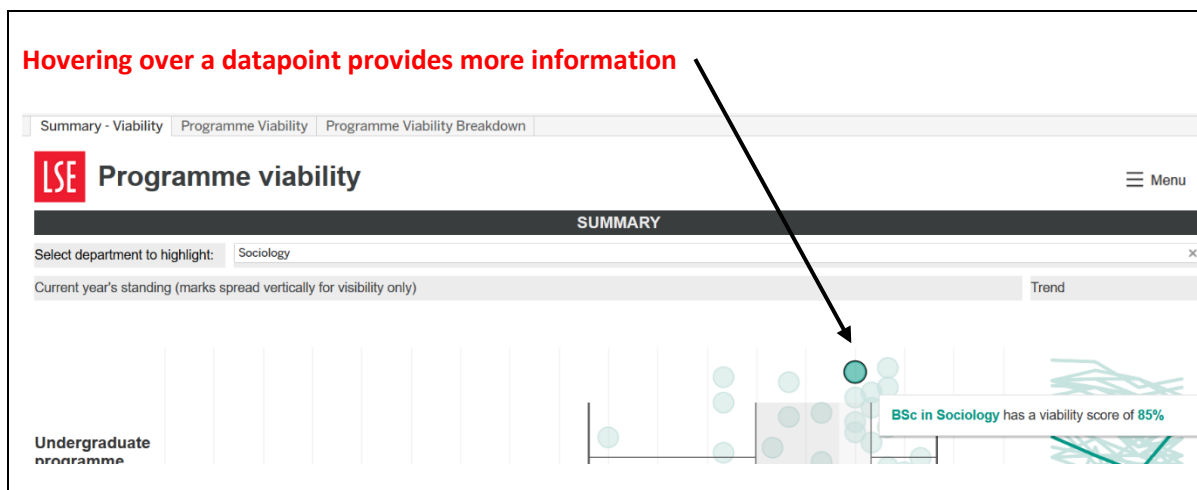 Hovering over a datapoint provides more information
Summary - Viability Programme Viability Programme Viability Breakdown
LSE Programme viability
Menu
SUMMARY
Select department to highlight: Sociology ×
Current year's standing (marks spread vertically for visibility only) Trend
BSc in Sociology has a viability score of 85%
Undergraduate
programme